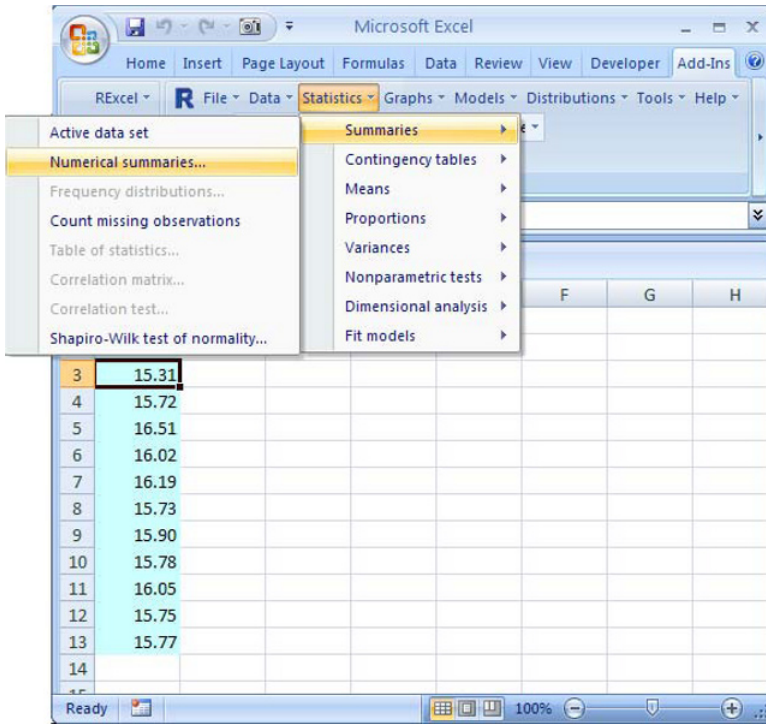 Microsoft Excel
Home Insert Page Layout Formulas Data Review View Developer Add-Ins
RExcel R File Data Statistics Graphs Models Distributions Tools Help
Active data set
Numerical summaries...
Frequency distributions...
Count missing observations
Table of statistics...
Correlation matrix...
Correlation test...
Shapiro-Wilk test of normality...
Summaries
Contingency tables
Means
Proportions
Variances
Nonparametric tests
Dimensional analysis
Fit models
F G H
3 15.31
4 15.72
5 16.51
6 16.02
7 16.19
8 15.73
9 15.90
10 15.78
11 16.05
12 15.75
13 15.77
14
Ready 100%